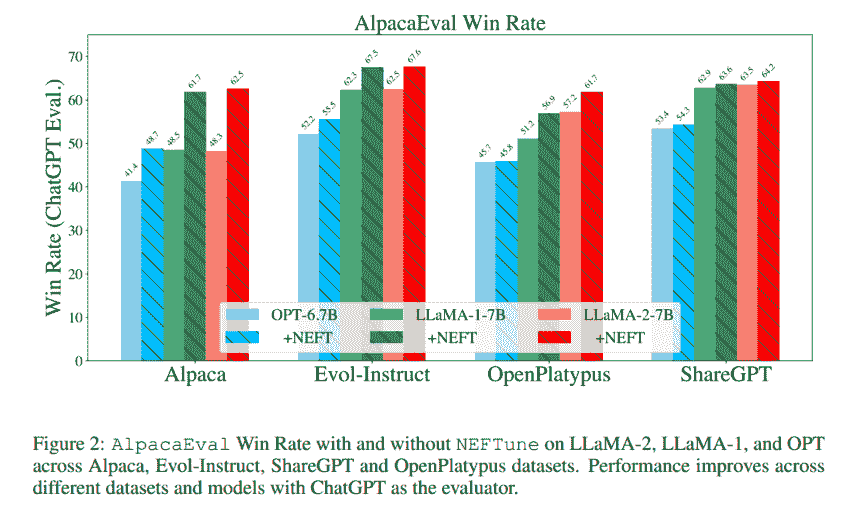 AlpacaEval Win Rate
Win Rate (ChatGPT Eval.)
70
60
50
40
30
20
10
0
41.4 48.7 48.5 61.7 48.3 62.5
52.2 55.5 62.3 67.5 62.5 67.6
45.7 45.8 51.2 56.9 57.2 61.7
53.4 54.3 62.9 63.6 63.5 64.2
OPT-6.7B LLaMA-1-7B LLaMA-2-7B
+NEFT +NEFT +NEFT
Alpaca Evol-Instruct OpenPlatypus ShareGPT
Figure 2: AlpacaEval Win Rate with and without NEFTune on LLaMA-2, LLaMA-1, and OPT
across Alpaca, Evol-Instruct, ShareGPT and OpenPlatypus datasets. Performance improves across
different datasets and models with ChatGPT as the evaluator.